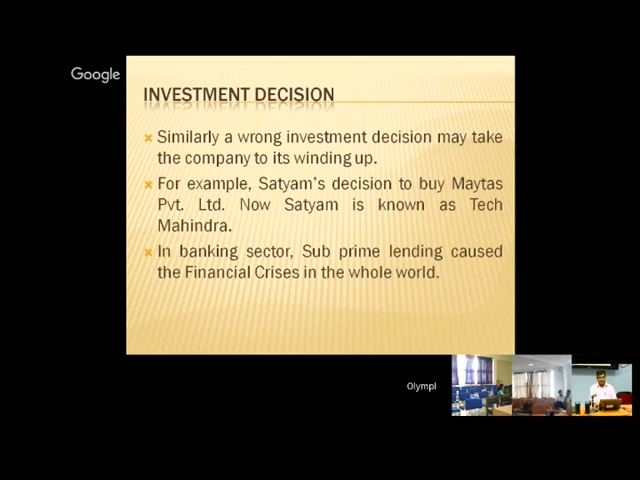 Google
INVESTMENT DECISION
Similarly a wrong investment decision may take
the company to its winding up.
For example, Satyam's decision to buy Maytas
Pvt. Ltd. Now Satyam is known as Tech
Mahindra.
In banking sector, Sub prime lending caused
the Financial Crises in the whole world.
Olympl